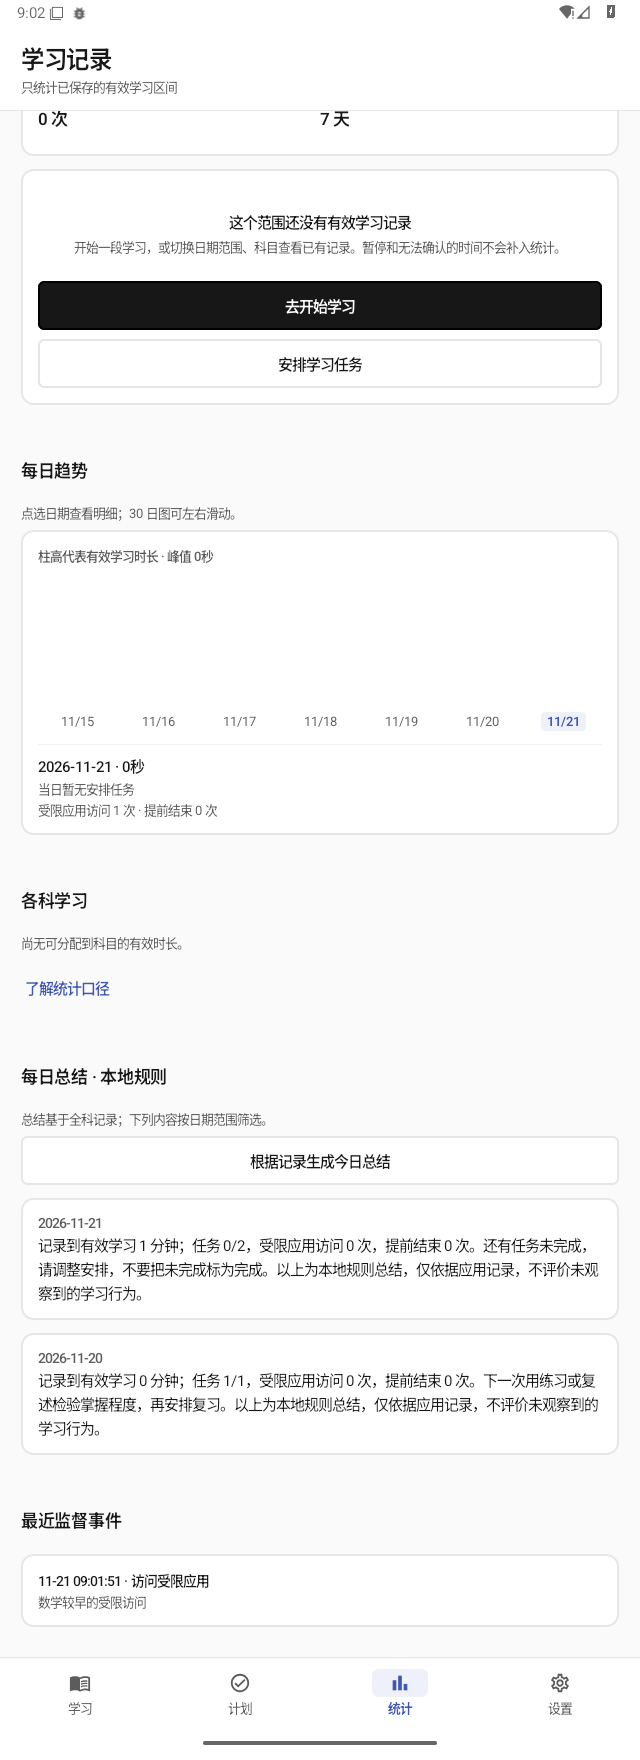 9:02
学习记录
只统计已保存的有效学习区间
0 次
7 天
这个范围还没有有效学习记录
开始一段学习，或切换日期范围、科目查看已有记录。暂停和无法确认的时间不会补入统计。
去开始学习
安排学习任务
每日趋势
点选日期查看明细；30 日图可左右滑动。
柱高代表有效学习时长 · 峰值 0秒
11/15 11/16 11/17 11/18 11/19 11/20 11/21
2026-11-21 · 0秒
当日暂无安排任务
受限应用访问 1 次 · 提前结束 0 次
各科学习
尚无可分配到科目的有效时长。
了解统计口径
每日总结 · 本地规则
总结基于全科记录；下列内容按日期范围筛选。
根据记录生成今日总结
2026-11-21
记录到有效学习 1 分钟；任务 0/2，受限应用访问 0 次，提前结束 0 次。还有任务未完成，
请调整安排，不要把未完成标为完成。以上为本地规则总结，仅依据应用记录，不评价未观
察到的学习行为。
2026-11-20
记录到有效学习 0 分钟；任务 1/1，受限应用访问 0 次，提前结束 0 次。下一次用练习或复
述检验掌握程度，再安排复习。以上为本地规则总结，仅依据应用记录，不评价未观察到的
学习行为。
最近监督事件
11-21 09:01:51 · 访问受限应用
数学较早的受限访问
学习 计划 统计 设置